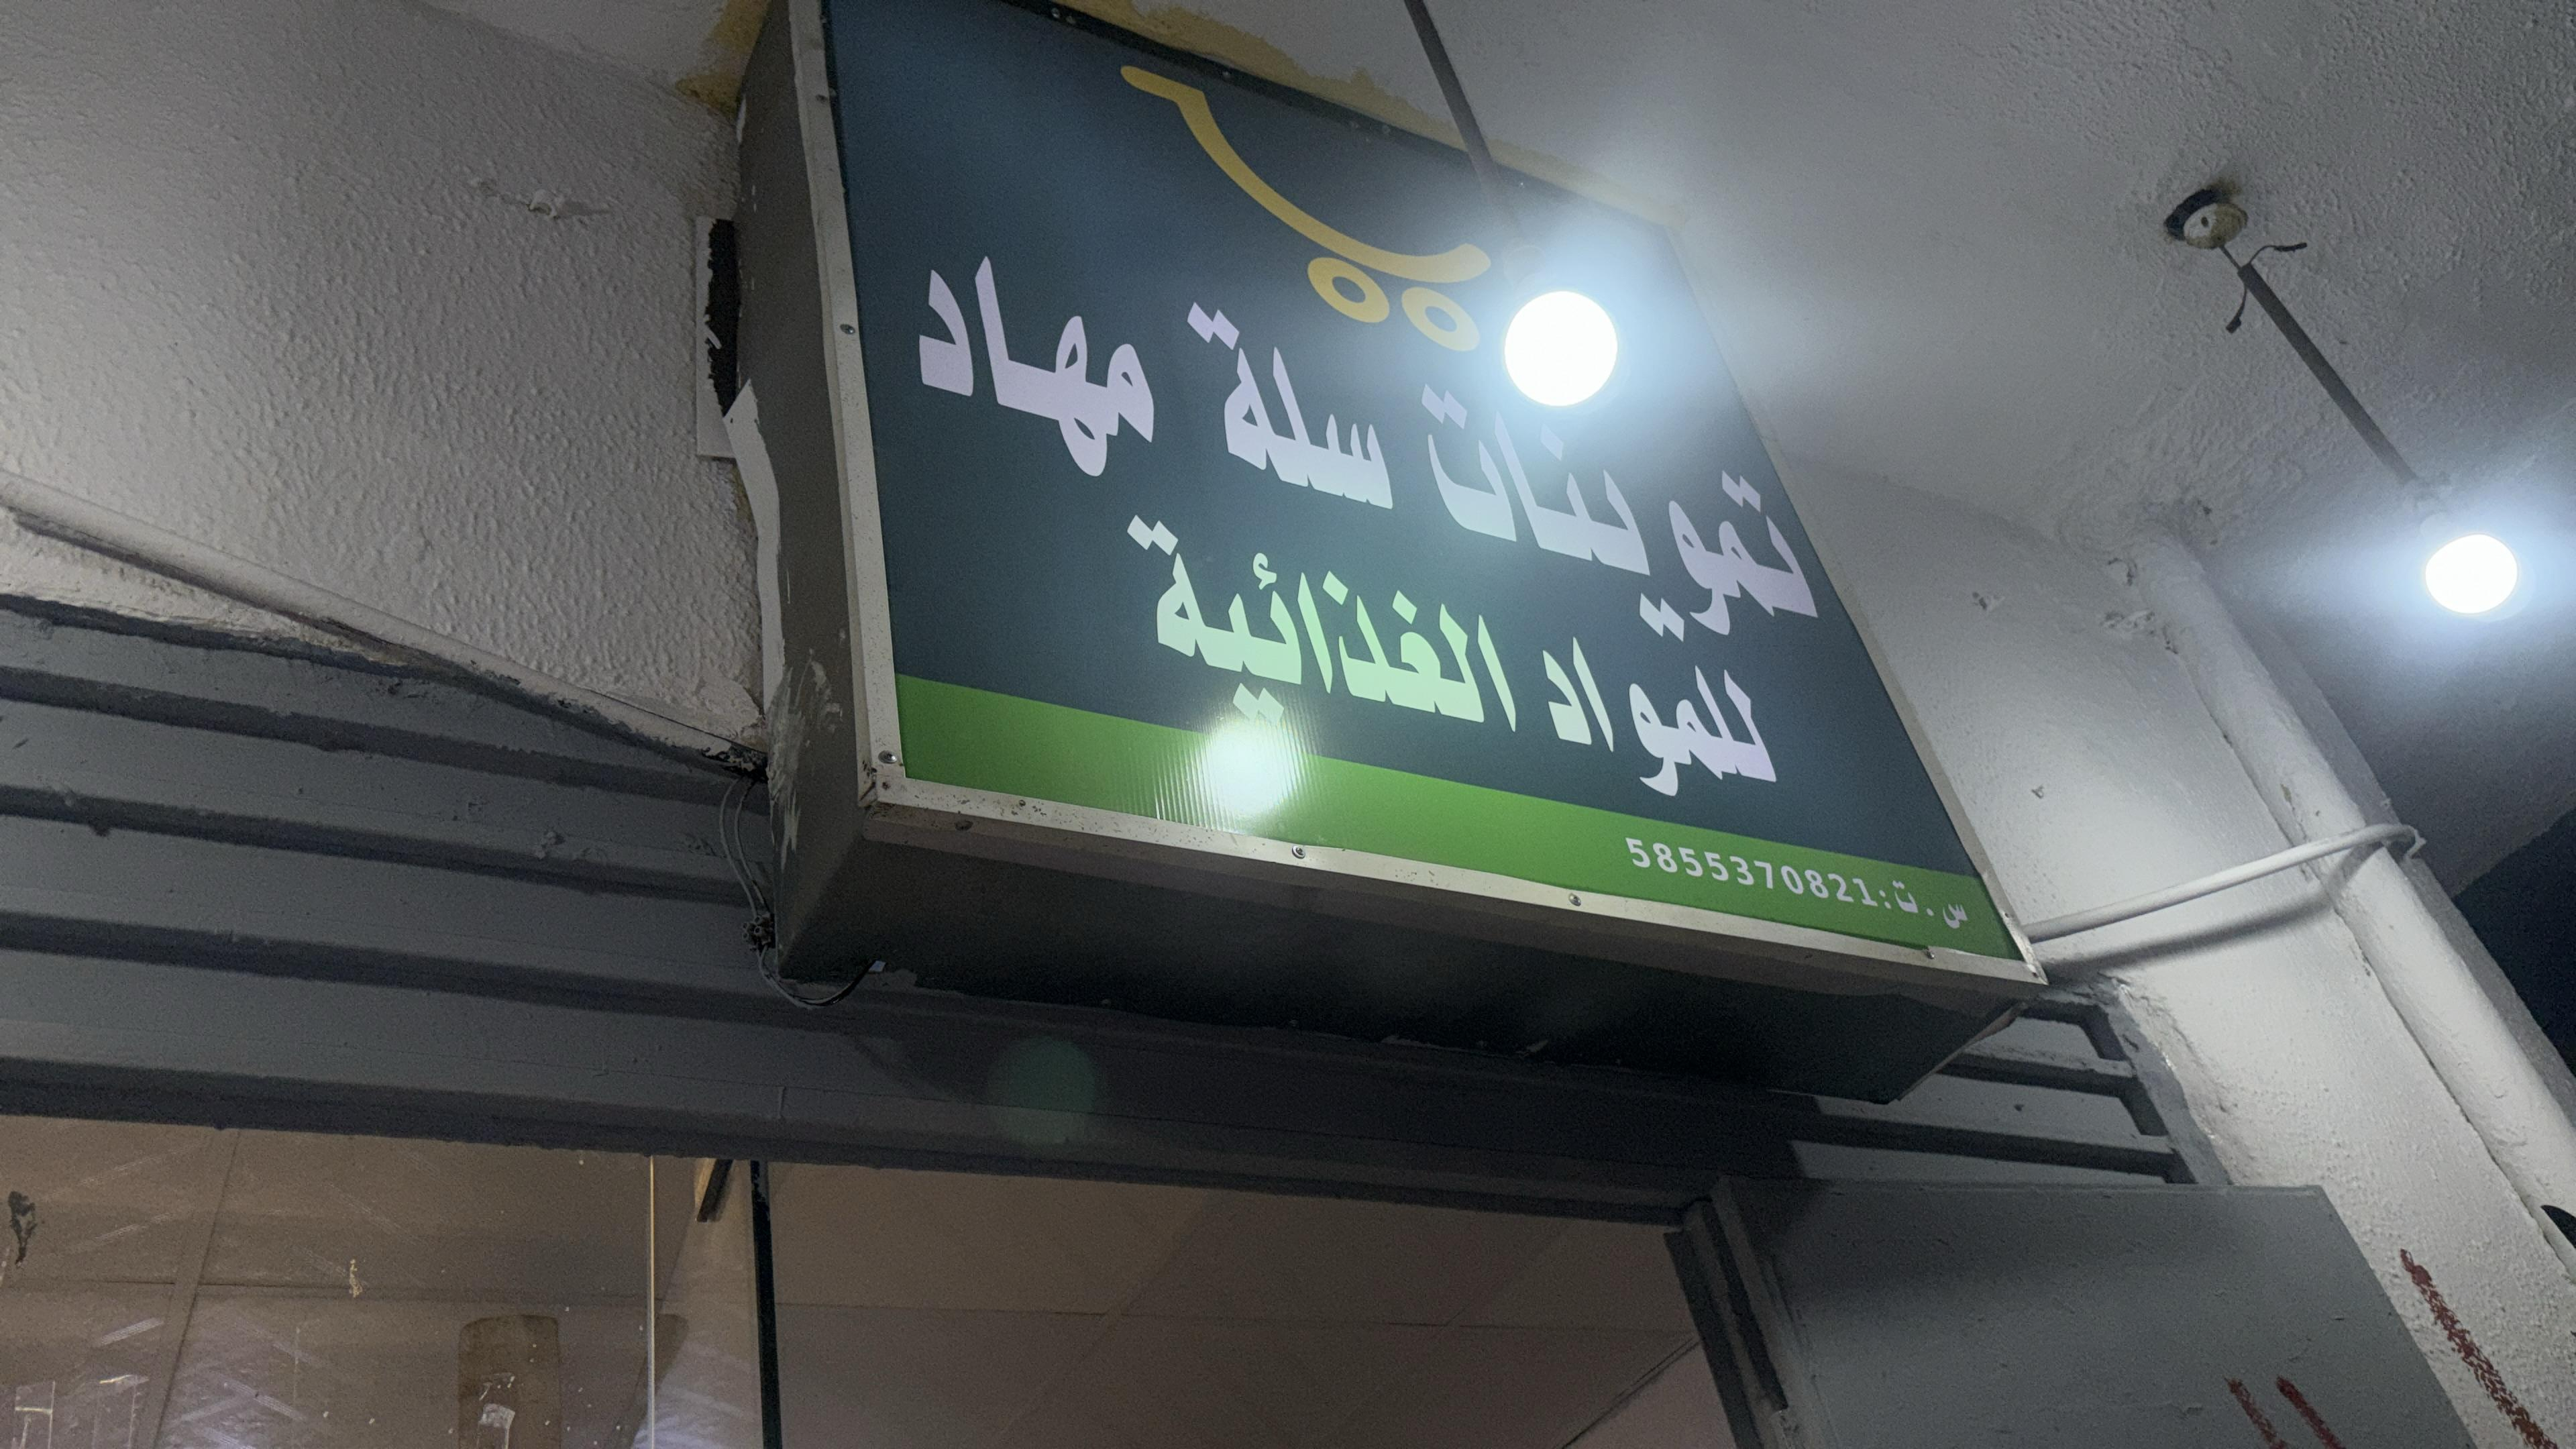 تموينات سلة مهاد
للمواد الغذائية
س.ت:5855370821